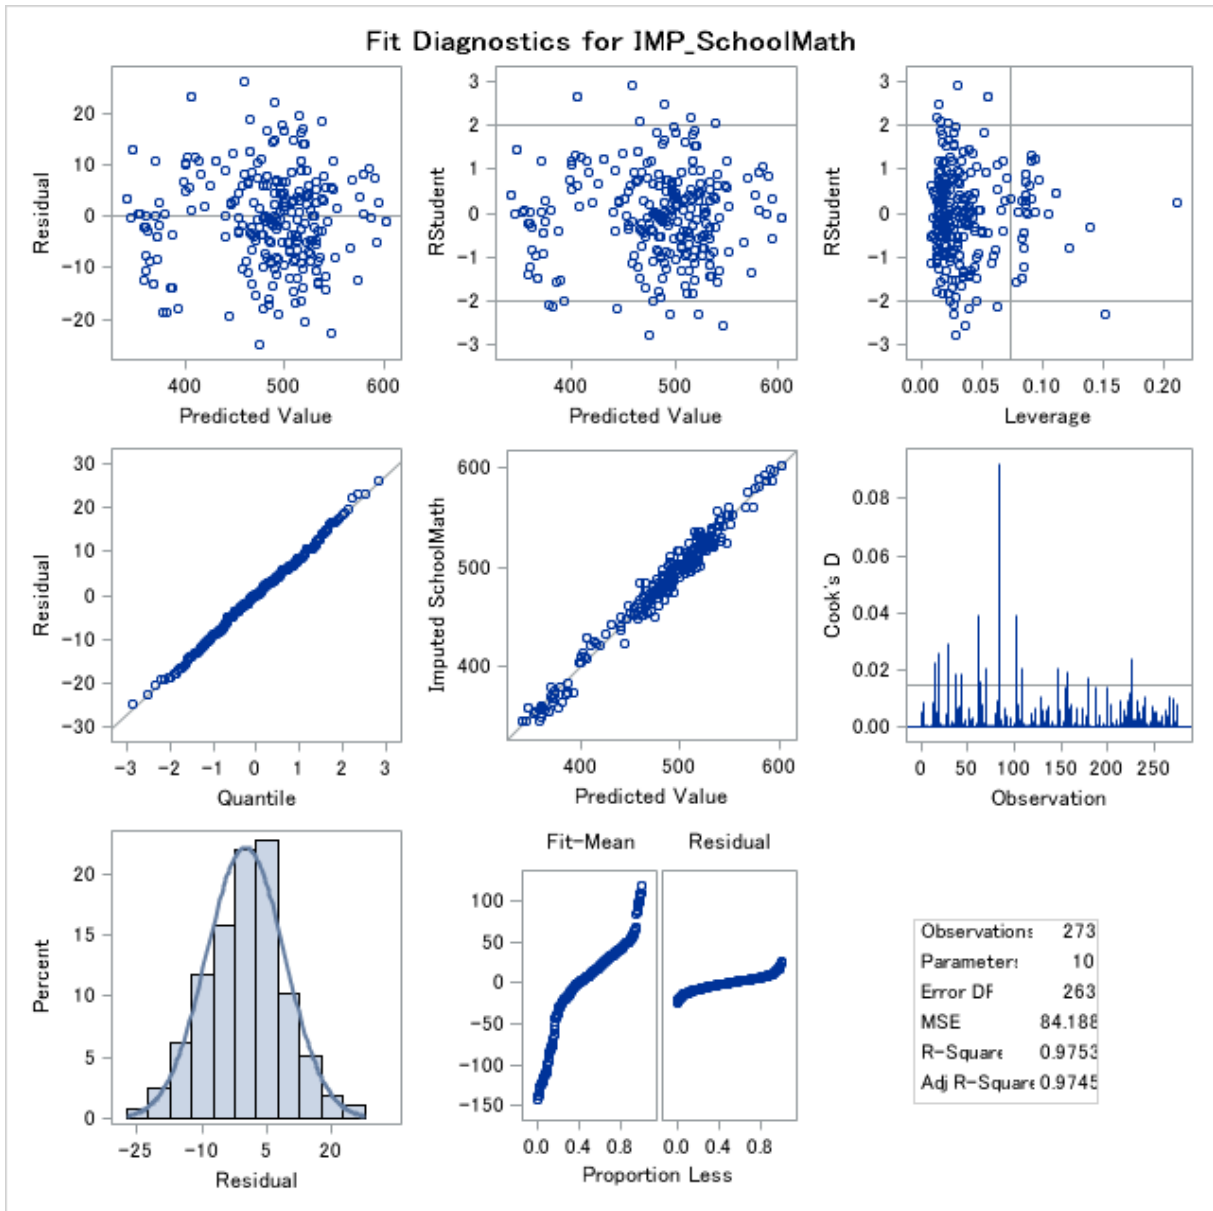 Fit Diagnostics for IMP_SchoolMath
Residual
20
10
0
-10
-20
400 500 600
Predicted Value
RStudent
3
2
1
0
-1
-2
-3
400 500 600
Predicted Value
RStudent
3
2
1
0
-1
-2
-3
0.00 0.05 0.10 0.15 0.20
Leverage
Residual
30
20
10
0
-10
-20
-30
-3 -2 -1 0 1 2 3
Quantile
Imputed SchoolMath
600
500
400
400 500 600
Predicted Value
Cook's D
0.08
0.06
0.04
0.02
0.00
0 50 100 150 200 250
Observation
Percent
20
15
10
5
0
-25 -10 5 20
Residual
Fit-Mean Residual
100
50
0
-50
-100
-150
0.0 0.4 0.8 0.0 0.4 0.8
Proportion Less
Observations 273
Parameters 10
Error DF 263
MSE 84.188
R-Square 0.9753
Adj R-Square 0.9745